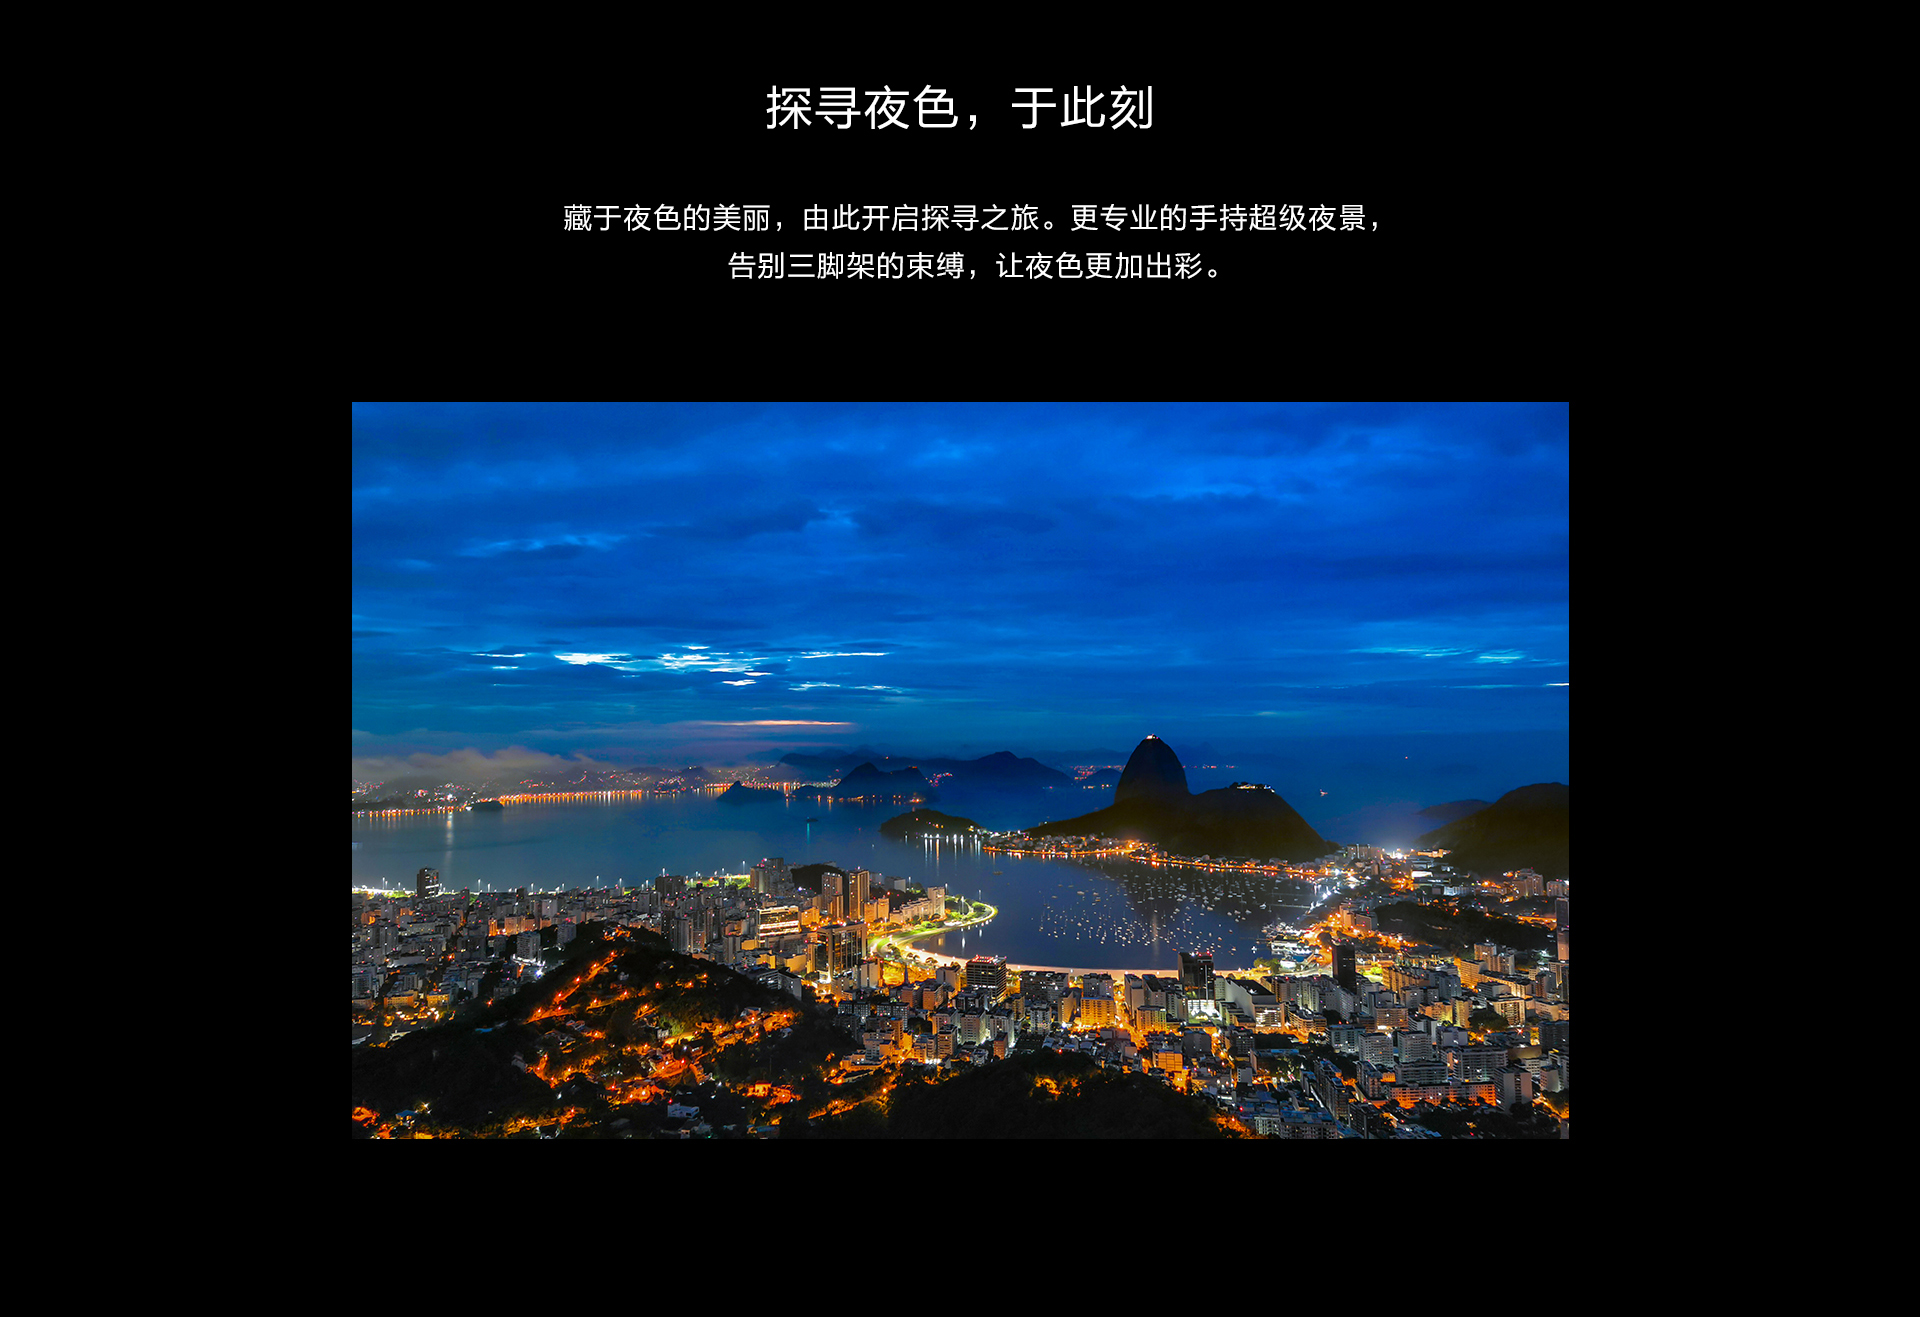 探寻夜色，于此刻
藏于夜色的美丽，由此开启探寻之旅。更专业的手持超级夜景，
告别三脚架的束缚，让夜色更加出彩。